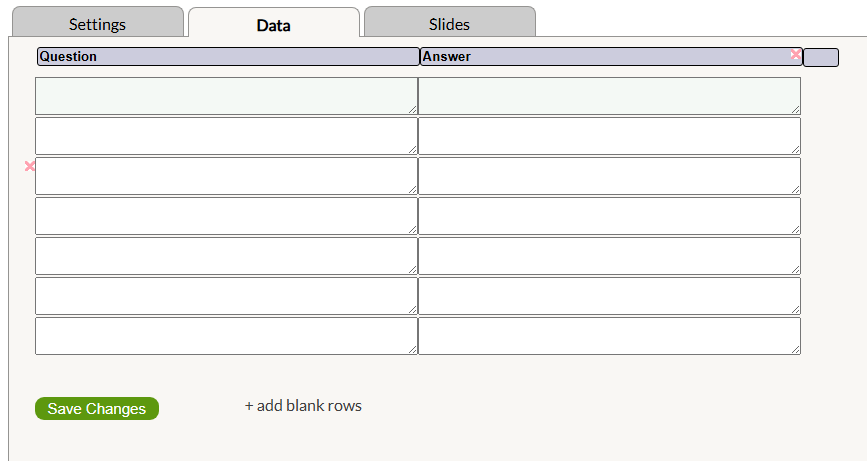 Settings Data Slides
Question Answer
Save Changes + add blank rows